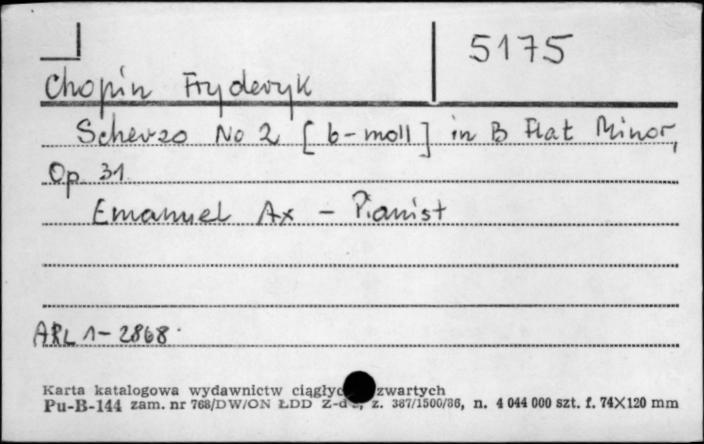 5175
Chopin Fryderyk
Scherzo No 2 [b-moll] in B Flat Minor,
Op 31
Emanuel Ax - Pianist
ARL 1-2868
Karta katalogowa wydawnictw zwartych
Pu-B-144 zam. nr 768/DW/ON ŁDD z. 387/1500/86, n. 4 044 000 szt. f. 74X120 mm